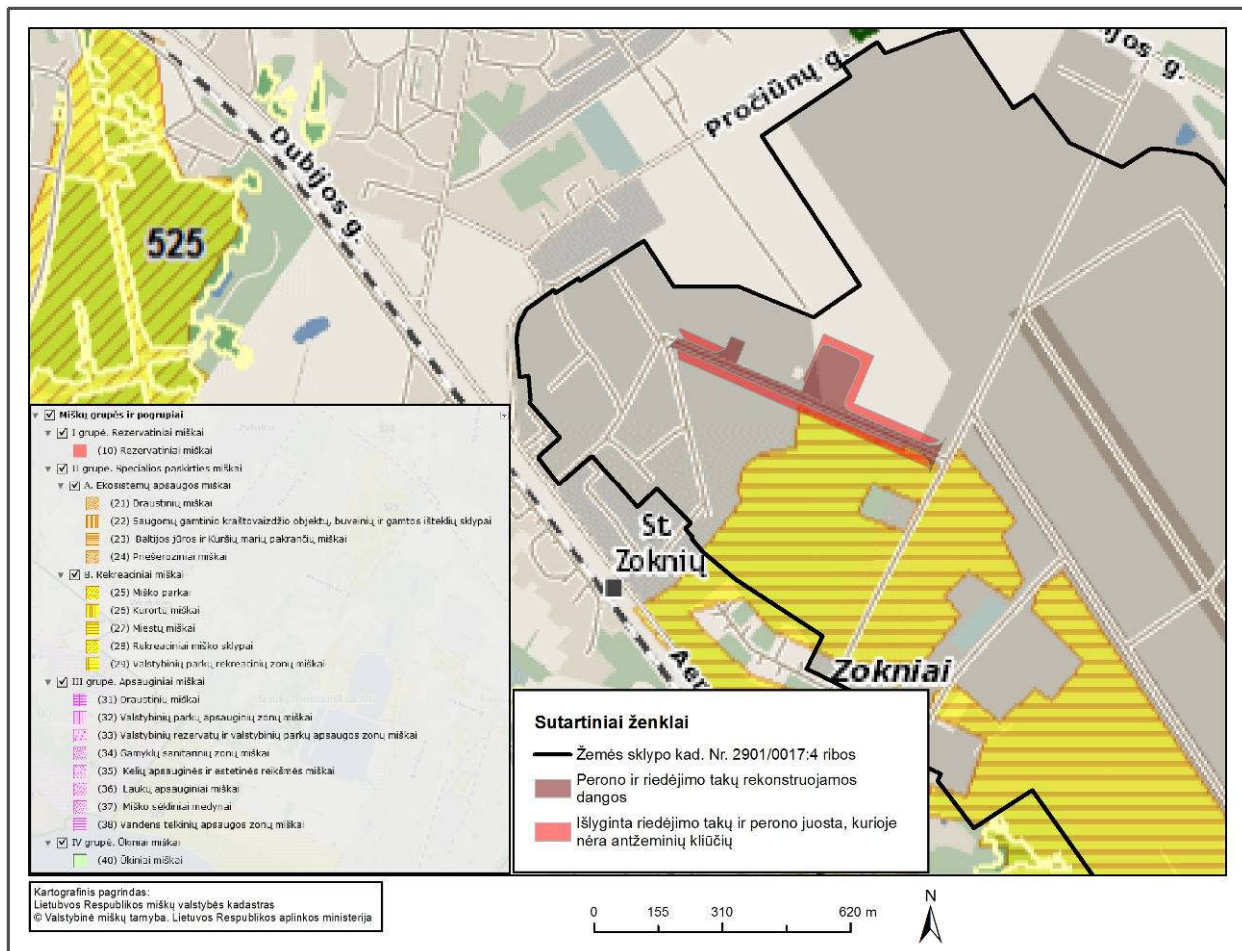 Dubijos g.
Pročiūnų g.
jos g.
525
St.
Zoknių
Zokniai
Aer
Miškų grupės ir pogrupiai
I grupė. Rezervatiniai miškai
(10) Rezervatiniai miškai
II grupė. Specialios paskirties miškai
A. Ekosistemų apsaugos miškai
(21) Draustinių miškai
(22) Saugomų gamtinio kraštovaizdžio objektų, buveinių ir gamtos išteklių sklypai
(23) Baltijos jūros ir Kuršių marių pakrančių miškai
(24) Priešeroziniai miškai
B. Rekreaciniai miškai
(25) Miško parkai
(26) Kurortų miškai
(27) Miestų miškai
(28) Rekreaciniai miško sklypai
(29) Valstybinių parkų rekreacinių zonų miškai
III grupė. Apsauginiai miškai
(31) Draustinių miškai
(32) Valstybinių parkų apsauginių zonų miškai
(33) Valstybinių rezervatų ir valstybinių parkų apsaugos zonų miškai
(34) Gamyklų sanitarinių zonų miškai
(35) Kelių apsauginės ir estetinės reikšmės miškai
(36) Laukų apsauginiai miškai
(37) Miško sėkliniai medynai
(38) Vandens telkinių apsaugos zonų miškai
IV grupė. Ūkiniai miškai
(40) Ūkiniai miškai
Sutartiniai ženklai
Žemės sklypo kad. Nr. 2901/0017:4 ribos
Perono ir riedėjimo takų rekonstruojamos
dangos
Išlyginta riedėjimo takų ir perono juosta, kurioje
nėra antžeminių kliūčių
Kartografinis pagrindas:
Lietubvos Respublikos miškų valstybės kadastras
© Valstybinė miškų tarnyba. Lietuvos Respublikos aplinkos ministerija
0 155 310 620 m
N